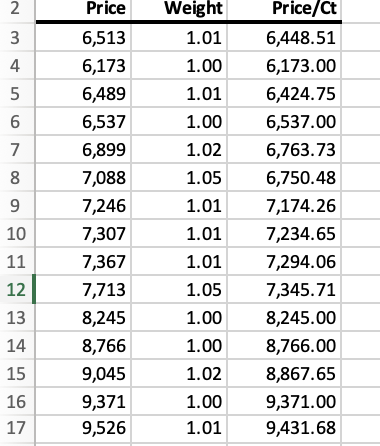 2 Price Weight Price/Ct
3 6,513 1.01 6,448.51
4 6,173 1.00 6,173.00
5 6,489 1.01 6,424.75
6 6,537 1.00 6,537.00
7 6,899 1.02 6,763.73
8 7,088 1.05 6,750.48
9 7,246 1.01 7,174.26
10 7,307 1.01 7,234.65
11 7,367 1.01 7,294.06
12 7,713 1.05 7,345.71
13 8,245 1.00 8,245.00
14 8,766 1.00 8,766.00
15 9,045 1.02 8,867.65
16 9,371 1.00 9,371.00
17 9,526 1.01 9,431.68